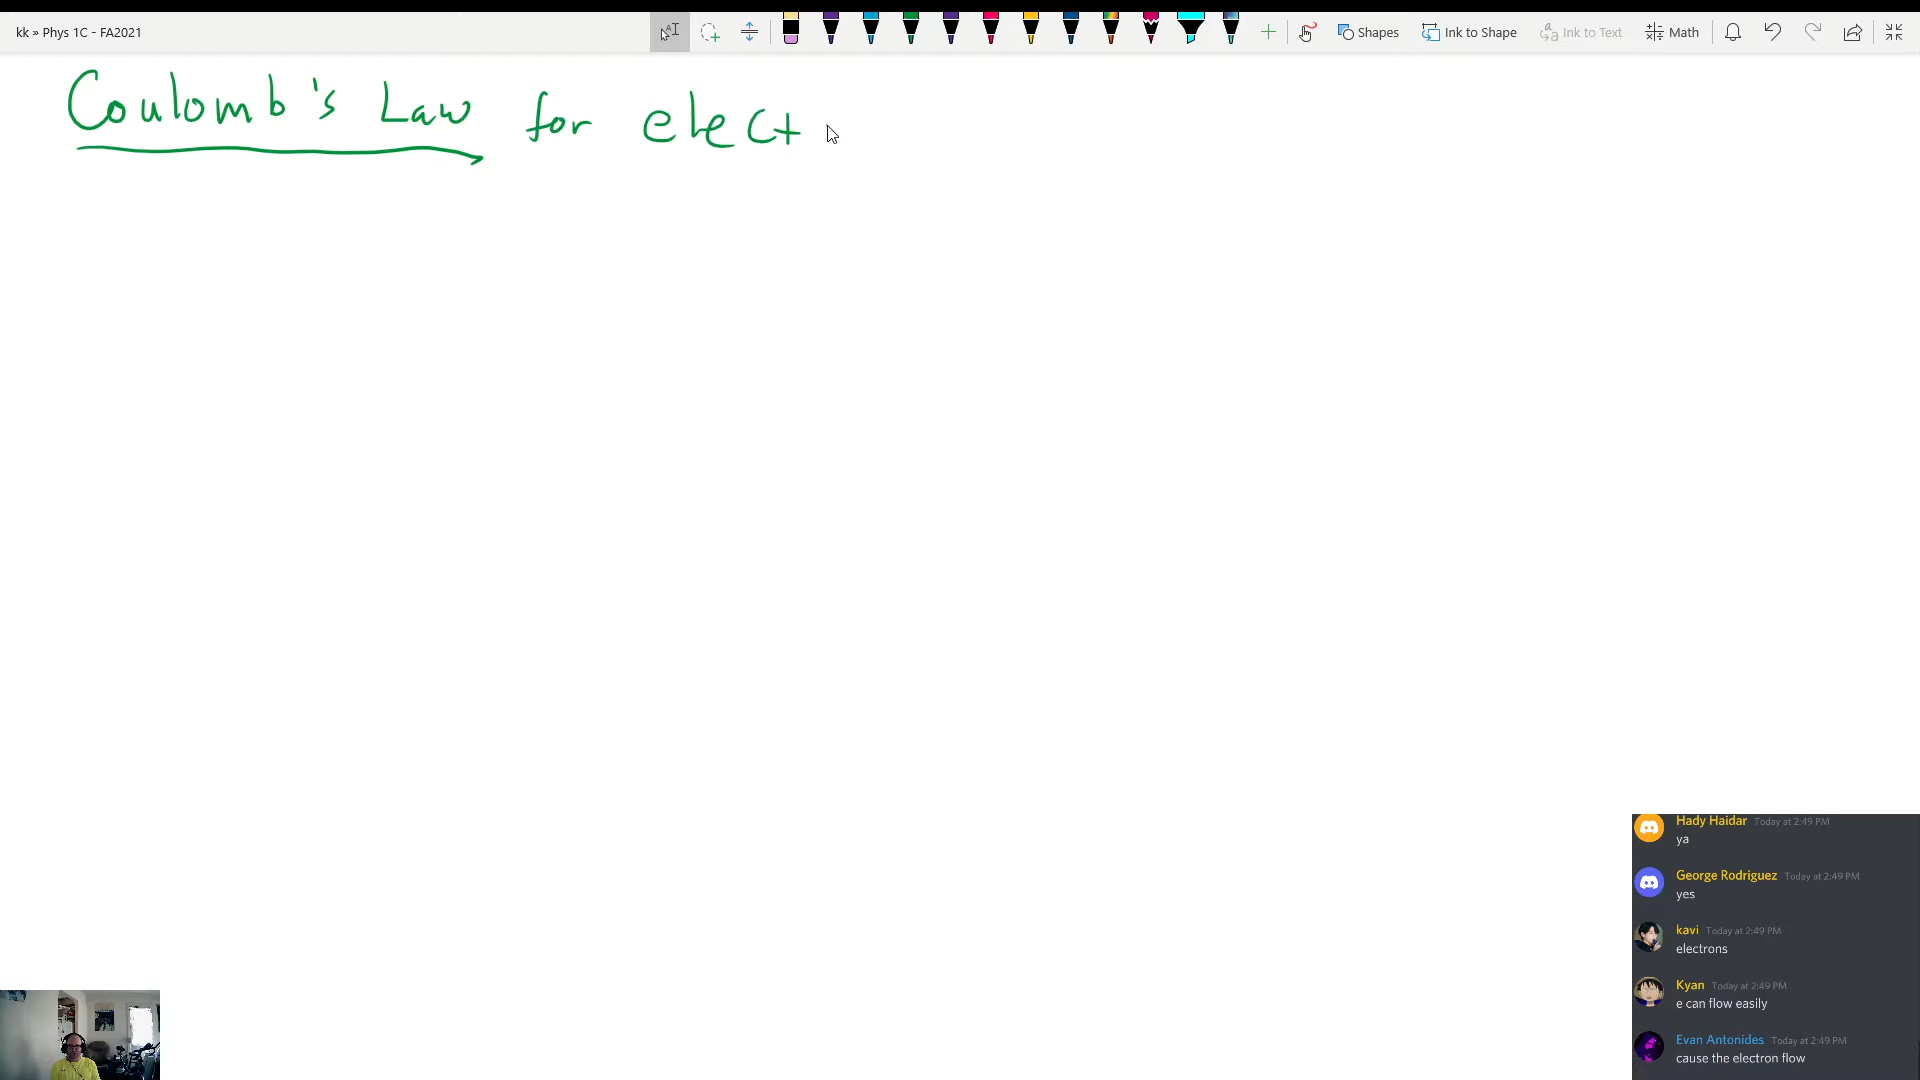 kk » Phys 1C - FA2021
Shapes
Ink to Shape
Ink to Text
Math
Coulomb's Law for elect
Hady Haidar Today at 2:49 PM
ya
George Rodriguez Today at 2:49 PM
yes
kavi Today at 2:49 PM
electrons
Kyan Today at 2:49 PM
e can flow easily
Evan Antonides Today at 2:49 PM
cause the electron flow